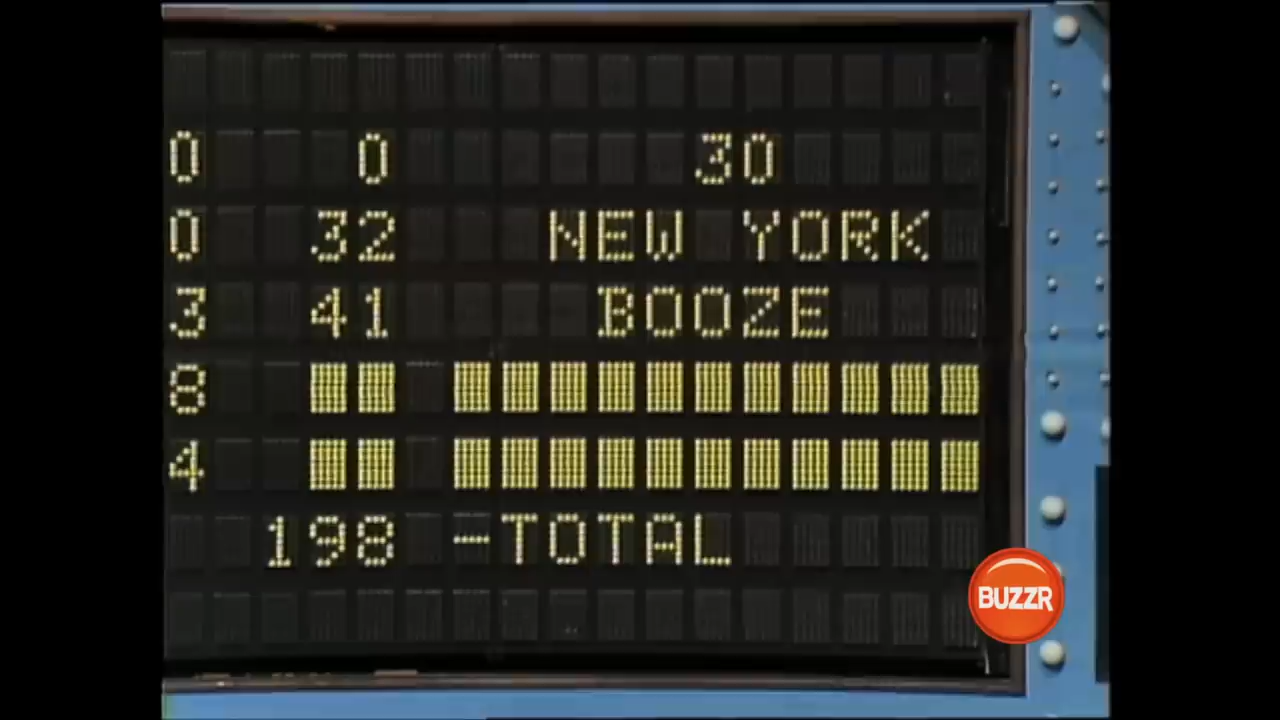 0 0 30
0 32 NEW YORK
3 41 BOOZE
8
4
198 -TOTAL
BUZZR